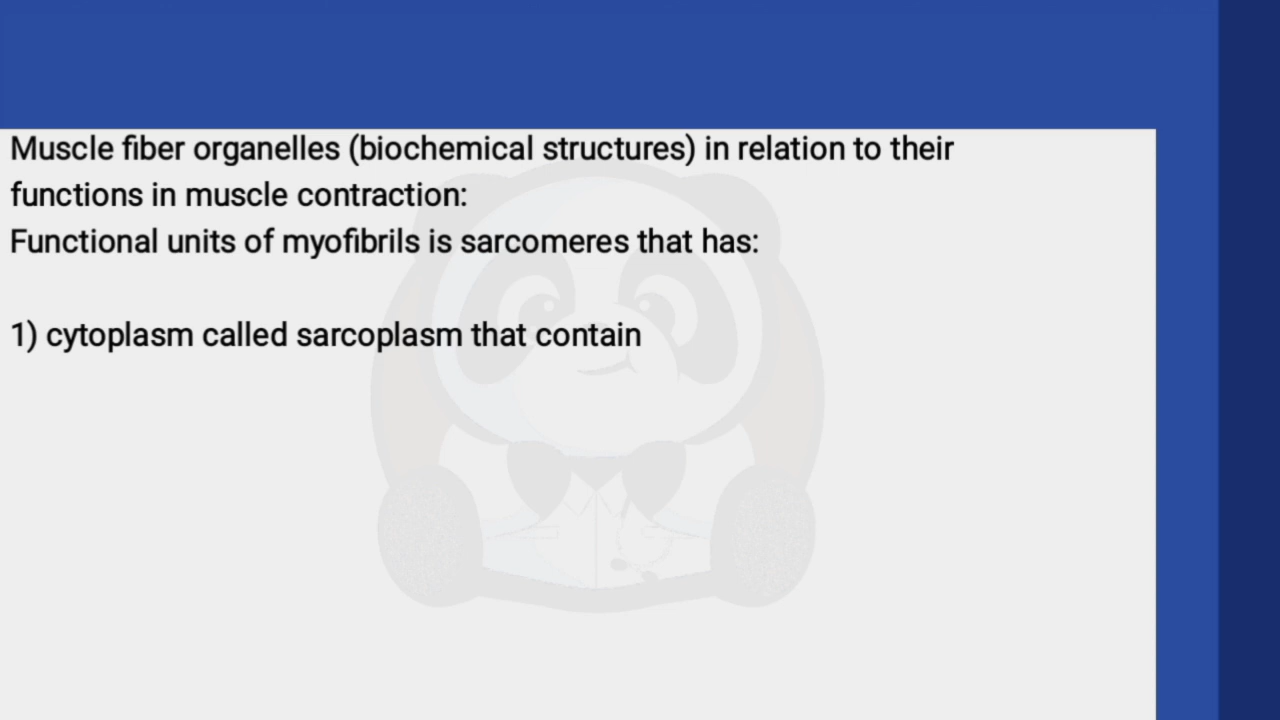 Muscle fiber organelles (biochemical structures) in relation to their
functions in muscle contraction:
Functional units of myofibrils is sarcomeres that has:
1) cytoplasm called sarcoplasm that contain